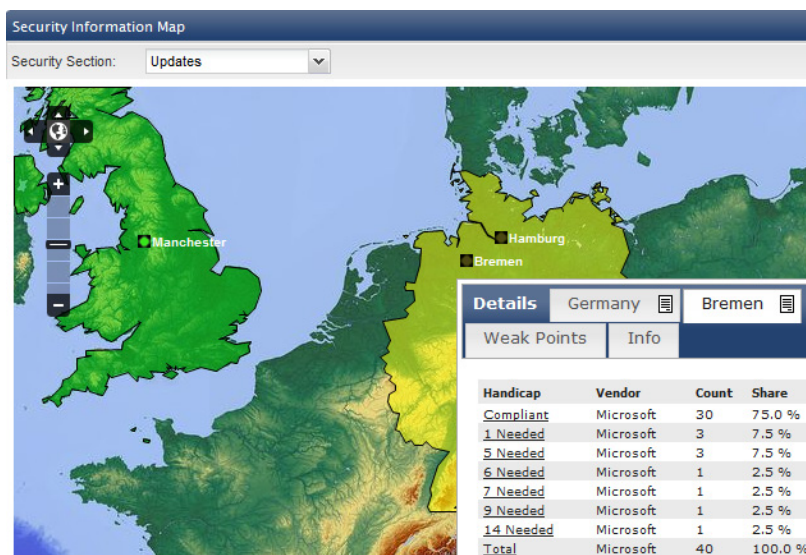 Security Information Map
Security Section: Updates
Manchester
Hamburg
Bremen
Details Germany Bremen
Weak Points Info
Handicap Vendor Count Share
Compliant Microsoft 30 75.0 %
1 Needed Microsoft 3 7.5 %
5 Needed Microsoft 3 7.5 %
6 Needed Microsoft 1 2.5 %
7 Needed Microsoft 1 2.5 %
9 Needed Microsoft 1 2.5 %
14 Needed Microsoft 1 2.5 %
Total Microsoft 40 100.0 %